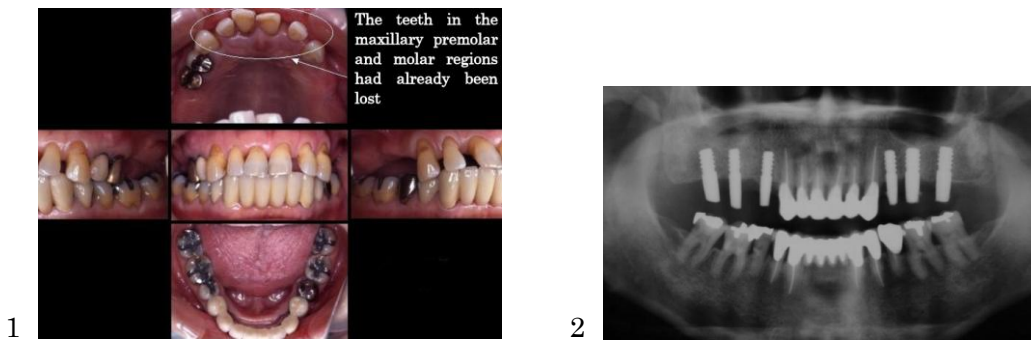 The teeth in the
maxillary premolar
and molar regions
had already been
lost
1
2